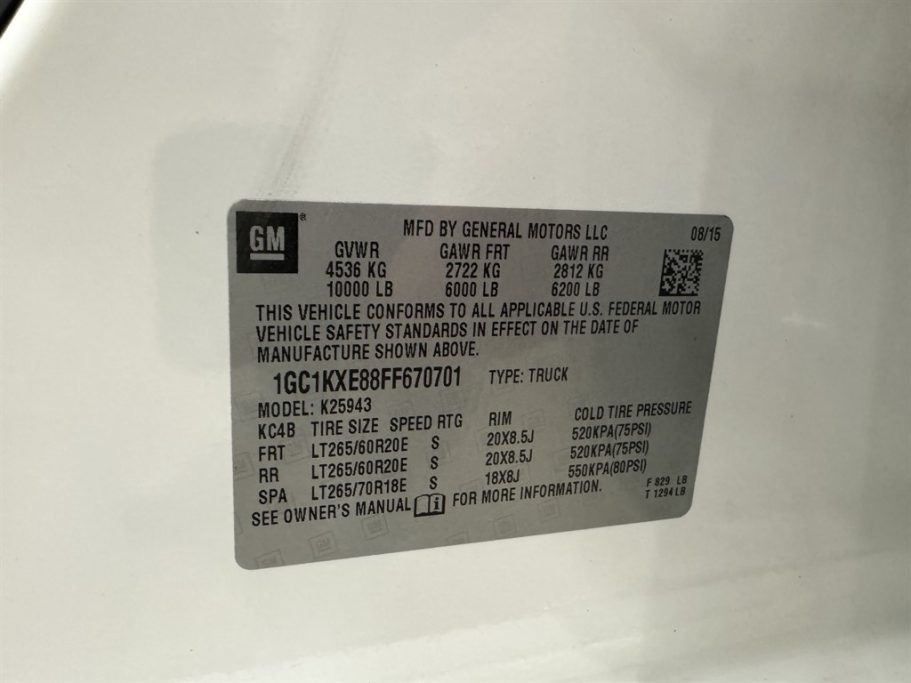 GM®
MFD BY GENERAL MOTORS LLC 08/15
GVWR GAWR FRT GAWR RR
4536 KG 2722 KG 2812 KG
10000 LB 6000 LB 6200 LB
THIS VEHICLE CONFORMS TO ALL APPLICABLE U.S. FEDERAL MOTOR
VEHICLE SAFETY STANDARDS IN EFFECT ON THE DATE OF
MANUFACTURE SHOWN ABOVE.
1GC1KXE88FF670701 TYPE: TRUCK
MODEL: K25943
KC4B TIRE SIZE SPEED RTG RIM COLD TIRE PRESSURE
FRT LT265/60R20E S 20X8.5J 520KPA(75PSI)
RR LT265/60R20E S 20X8.5J 520KPA(75PSI)
SPA LT265/70R18E S 18X8J 550KPA(80PSI)
SEE OWNER'S MANUAL i FOR MORE INFORMATION.
F 829 LB
T 1294 LB